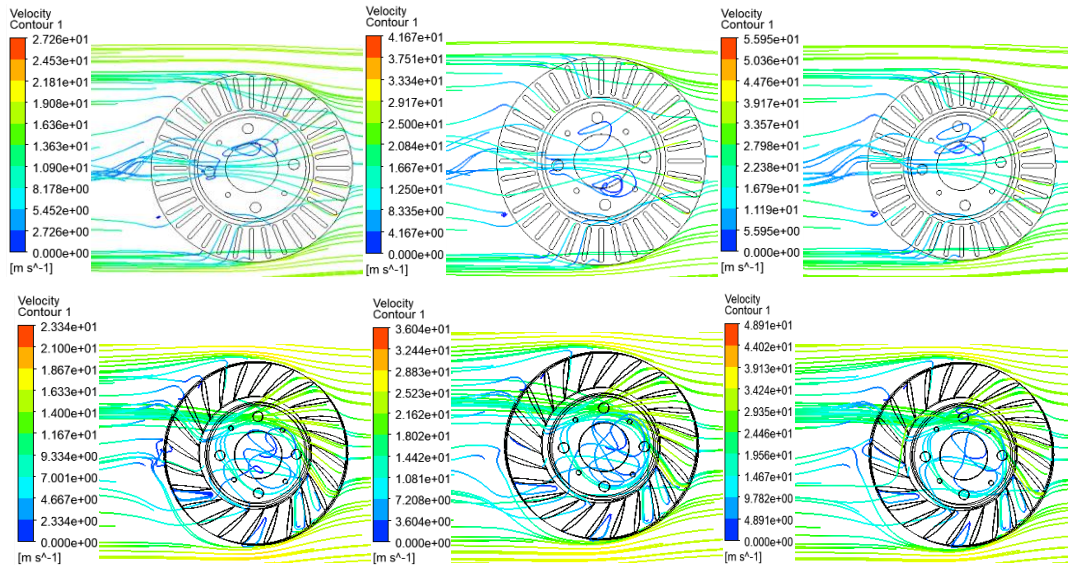 Velocity
Contour 1
2.726e+01
2.453e+01
2.181e+01
1.908e+01
1.636e+01
1.363e+01
1.090e+01
8.178e+00
5.452e+00
2.726e+00
0.000e+00
[m s^-1]
Velocity
Contour 1
4.167e+01
3.751e+01
3.334e+01
2.917e+01
2.500e+01
2.084e+01
1.667e+01
1.250e+01
8.335e+00
4.167e+00
0.000e+00
[m s^-1]
Velocity
Contour 1
5.595e+01
5.036e+01
4.476e+01
3.917e+01
3.357e+01
2.798e+01
2.238e+01
1.679e+01
1.119e+01
5.595e+00
0.000e+00
[m s^-1]
Velocity
Contour 1
2.334e+01
2.100e+01
1.867e+01
1.633e+01
1.400e+01
1.167e+01
9.334e+00
7.001e+00
4.667e+00
2.334e+00
0.000e+00
[m s^-1]
Velocity
Contour 1
3.604e+01
3.244e+01
2.883e+01
2.523e+01
2.162e+01
1.802e+01
1.442e+01
1.081e+01
7.208e+00
3.604e+00
0.000e+00
[m s^-1]
Velocity
Contour 1
4.891e+01
4.402e+01
3.913e+01
3.424e+01
2.935e+01
2.446e+01
1.956e+01
1.467e+01
9.782e+00
4.891e+00
0.000e+00
[m s^-1]